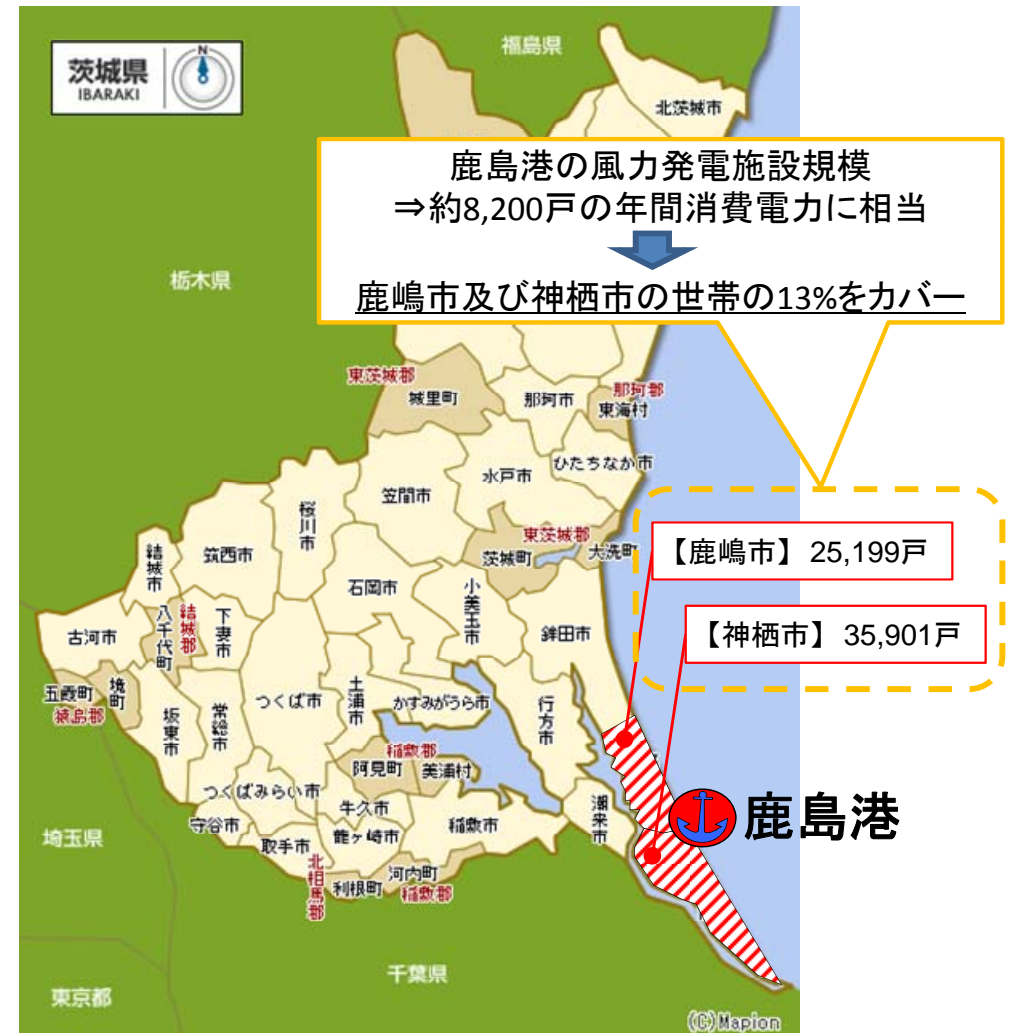 茨城県
IBARAKI
N
福島県
北茨城市
鹿島港の風力発電施設規模
⇒約8,200戸の年間消費電力に相当
鹿嶋市及び神栖市の世帯の13%をカバー
栃木県
東茨城郡
城里町
那珂市
那珂郡
東海村
ひたちなか市
水戸市
笠間市
桜川市
筑西市
結城市
東茨城郡
茨城町
大洗町
【鹿嶋市】 25,199戸
【神栖市】 35,901戸
石岡市
小美玉市
鉾田市
古河市
八千代町
結城郡
下妻市
五霞町
猿島郡
境町
坂東市
常総市
つくば市
土浦市
かすみがうら市
行方市
稲敷郡
阿見町
美浦村
つくばみらい市
牛久市
守谷市
龍ヶ崎市
稲敷市
潮来市
鹿島港
取手市
北相馬郡
利根町
河内町
稲敷郡
埼玉県
千葉県
東京都
(C)Mapion